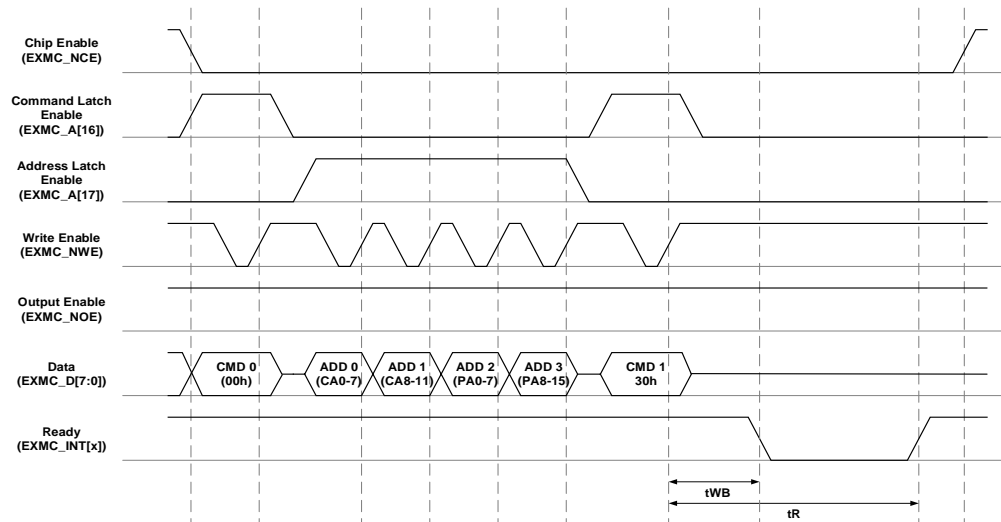 Chip Enable
(EXMC_NCE)
Command Latch
Enable
(EXMC_A[16])
Address Latch
Enable
(EXMC_A[17])
Write Enable
(EXMC_NWE)
Output Enable
(EXMC_NOE)
Data
(EXMC_D[7:0])
CMD 0
(00h)
ADD 0
(CA0-7)
ADD 1
(CA8-11)
ADD 2
(PA0-7)
ADD 3
(PA8-15)
CMD 1
30h
Ready
(EXMC_INT[x])
tWB
tR